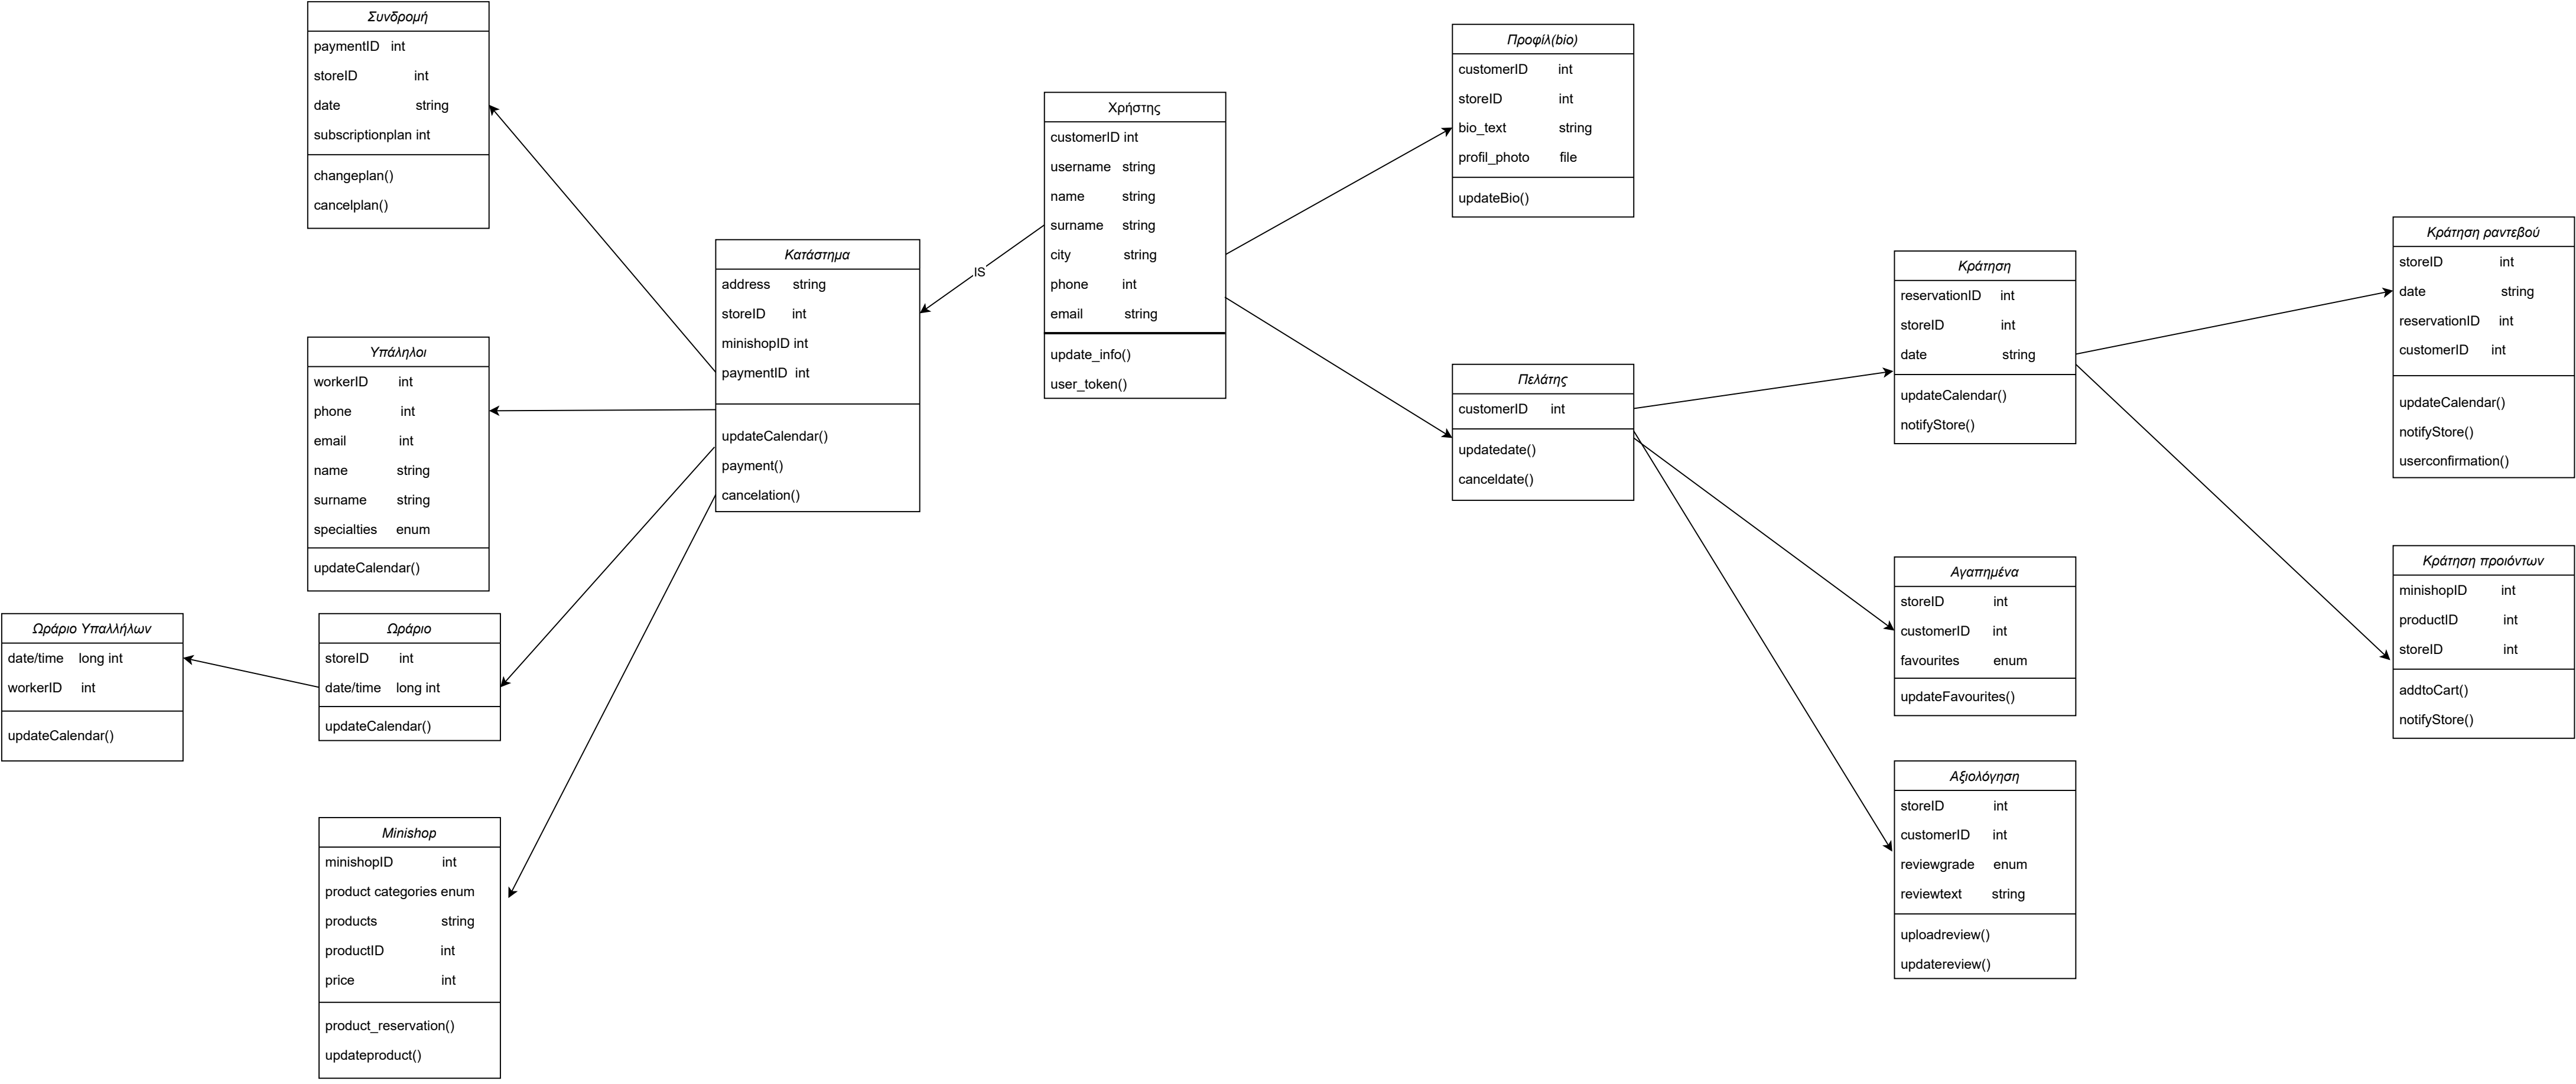 Συνδρομή
paymentID int
storeID int
date string
subscriptionplan int
changeplan()
cancelplan()
Υπάληλοι
workerID int
phone int
email int
name string
surname string
specialties enum
updateCalendar()
Ωράριο Υπαλλήλων
date/time long int
workerID int
updateCalendar()
Ωράριο
storeID int
date/time long int
updateCalendar()
Minishop
minishopID int
product categories enum
products string
productID int
price int
product_reservation()
updateproduct()
Κατάστημα
address string
storeID int
minishopID int
paymentID int
updateCalendar()
payment()
cancelation()
IS
Χρήστης
customerID int
username string
name string
surname string
city string
phone int
email string
update_info()
user_token()
Προφίλ(bio)
customerID int
storeID int
bio_text string
profil_photo file
updateBio()
Πελάτης
customerID int
updatedate()
canceldate()
Κράτηση
reservationID int
storeID int
date string
updateCalendar()
notifyStore()
Αγαπημένα
storeID int
customerID int
favourites enum
updateFavourites()
Αξιολόγηση
storeID int
customerID int
reviewgrade enum
reviewtext string
uploadreview()
updatereview()
Κράτηση ραντεβού
storeID int
date string
reservationID int
customerID int
updateCalendar()
notifyStore()
userconfirmation()
Κράτηση προιόντων
minishopID int
productID int
storeID int
addtoCart()
notifyStore()